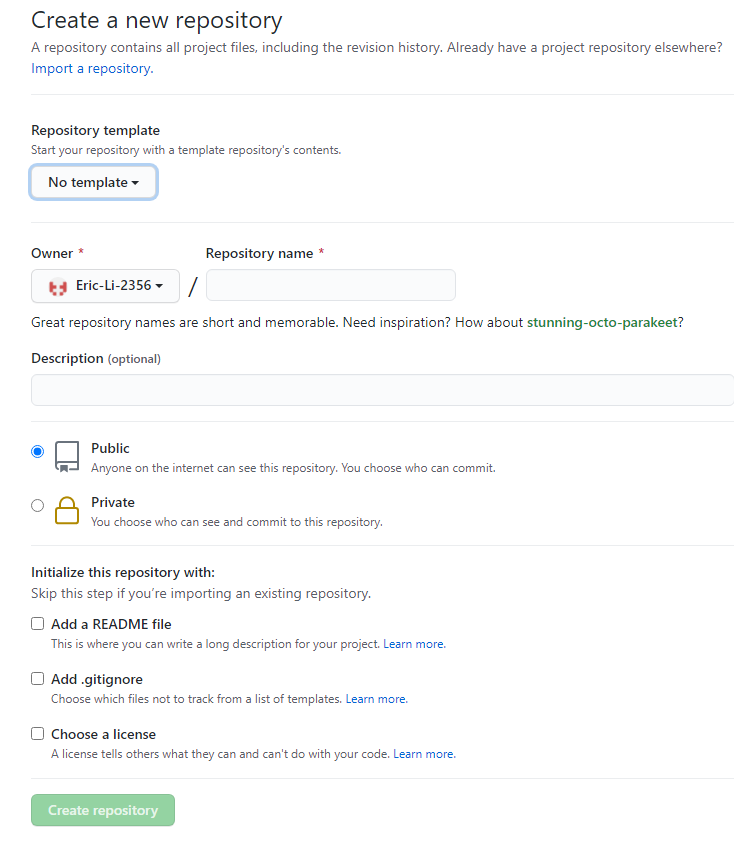 Create a new repository
A repository contains all project files, including the revision history. Already have a project repository elsewhere?
Import a repository.
Repository template
Start your repository with a template repository's contents.
No template
Owner * Repository name *
Eric-Li-2356 /
Great repository names are short and memorable. Need inspiration? How about stunning-octo-parakeet?
Description (optional)
Public
Anyone on the internet can see this repository. You choose who can commit.
Private
You choose who can see and commit to this repository.
Initialize this repository with:
Skip this step if you're importing an existing repository.
Add a README file
This is where you can write a long description for your project. Learn more.
Add .gitignore
Choose which files not to track from a list of templates. Learn more.
Choose a license
A license tells others what they can and can't do with your code. Learn more.
Create repository